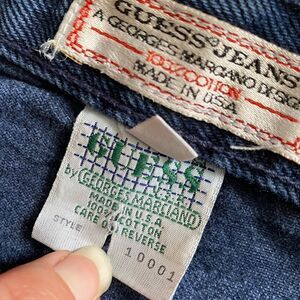 GUESS JEANS
A GEORGES MARCIANO DESIG
100% COTTON
MADE IN USA
GUESS
by GEORGES MARCIANO
MADE IN U.S.A
100% COTTON
CARE ON REVERSE
STYLE 10001